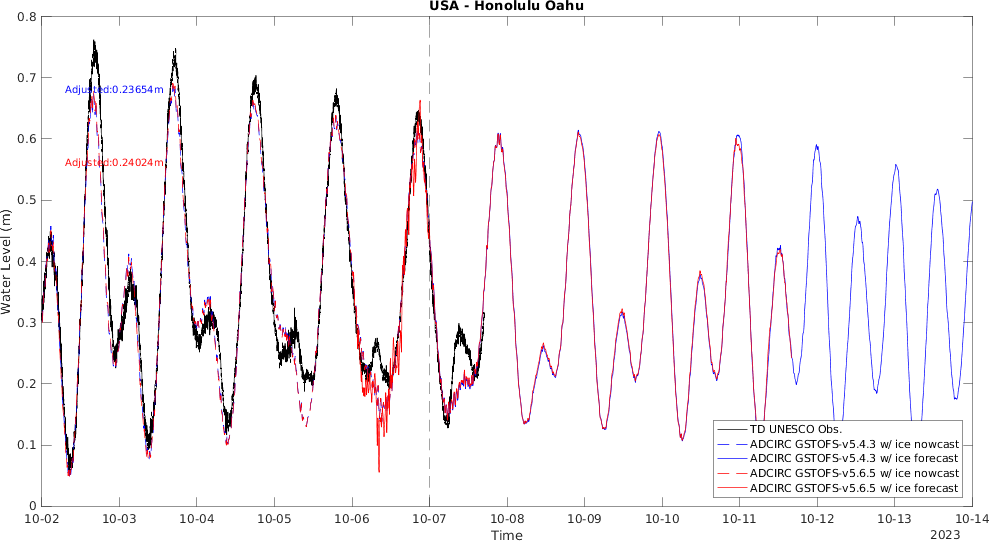 USA - Honolulu Oahu
0.8
0.7
0.6
0.5
0.4
0.3
0.2
0.1
0
Water Level (m)
Adjusted:0.23654m
Adjusted:0.24024m
TD UNESCO Obs.
ADCIRC GSTOFS-v5.4.3 w/ ice nowcast
ADCIRC GSTOFS-v5.4.3 w/ ice forecast
ADCIRC GSTOFS-v5.6.5 w/ ice nowcast
ADCIRC GSTOFS-v5.6.5 w/ ice forecast
10-02 10-03 10-04 10-05 10-06 10-07 10-08 10-09 10-10 10-11 10-12 10-13 10-14
Time
2023